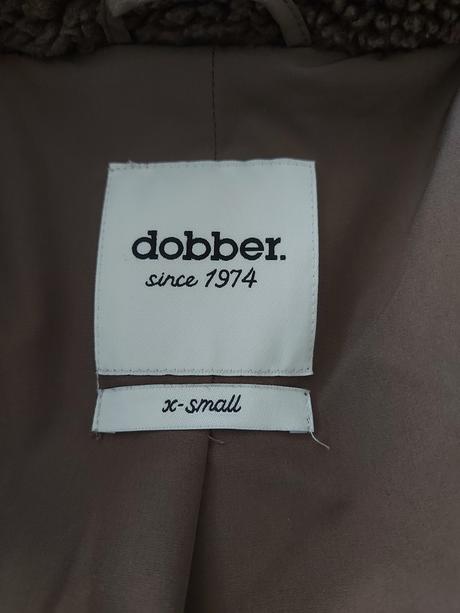 dobber.
since 1974
x-small